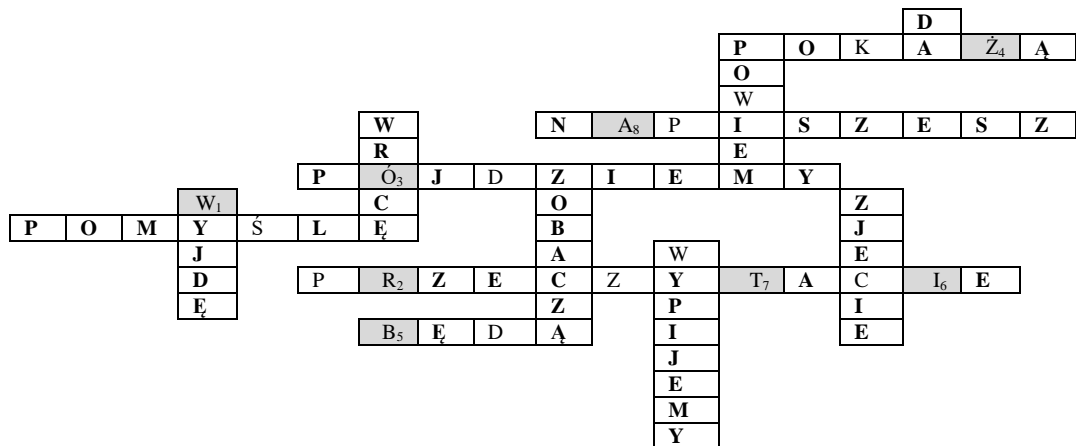 D
P O K A Ż4 Ą
O
W
W N A8 P I S Z E S Z
R E
P Ó3 J D Z I E M Y
W1 C O Z
P O M Y Ś L Ę B J
J A W E
D P R2 Z E C Z Y T7 A C I6 E
Ę Z P I
B5 Ę D Ą I E
J
E
M
Y